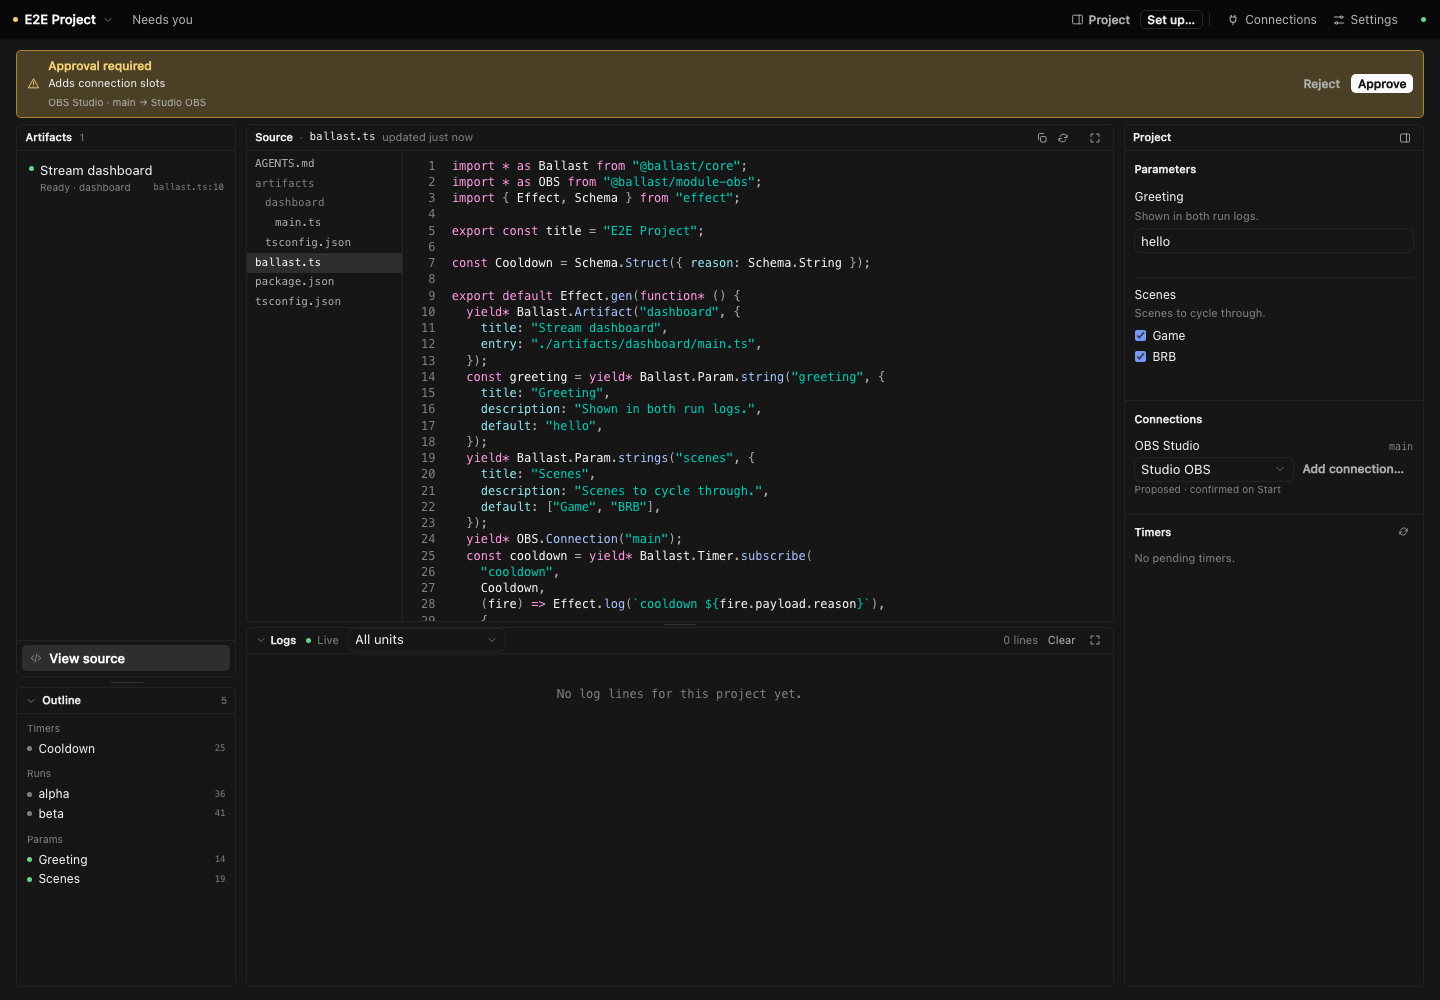 E2E Project
Needs you
Project
Set up...
Connections
Settings
Approval required
Adds connection slots
OBS Studio · main → Studio OBS
Reject
Approve
Artifacts 1
Stream dashboard
Ready · dashboard
ballast.ts:10
View source
Outline
5
Timers
Cooldown 25
Runs
alpha 36
beta 41
Params
Greeting 14
Scenes 19
Source · ballast.ts updated just now
AGENTS.md
artifacts
dashboard
main.ts
tsconfig.json
ballast.ts
package.json
tsconfig.json
1 import * as Ballast from "@ballast/core";
2 import * as OBS from "@ballast/module-obs";
3 import { Effect, Schema } from "effect";
4
5 export const title = "E2E Project";
6
7 const Cooldown = Schema.Struct({ reason: Schema.String });
8
9 export default Effect.gen(function* () {
10 yield* Ballast.Artifact("dashboard", {
11 title: "Stream dashboard",
12 entry: "./artifacts/dashboard/main.ts",
13 });
14 const greeting = yield* Ballast.Param.string("greeting", {
15 title: "Greeting",
16 description: "Shown in both run logs.",
17 default: "hello",
18 });
19 yield* Ballast.Param.strings("scenes", {
20 title: "Scenes",
21 description: "Scenes to cycle through.",
22 default: ["Game", "BRB"],
23 });
24 yield* OBS.Connection("main");
25 const cooldown = yield* Ballast.Timer.subscribe(
26 "cooldown",
27 Cooldown,
28 (fire) => Effect.log(`cooldown ${fire.payload.reason}`),
29 {
Logs
Live
All units
0 lines
Clear
No log lines for this project yet.
Project
Parameters
Greeting
Shown in both run logs.
hello
Scenes
Scenes to cycle through.
Game
BRB
Connections
OBS Studio
main
Studio OBS
Add connection...
Proposed · confirmed on Start
Timers
No pending timers.